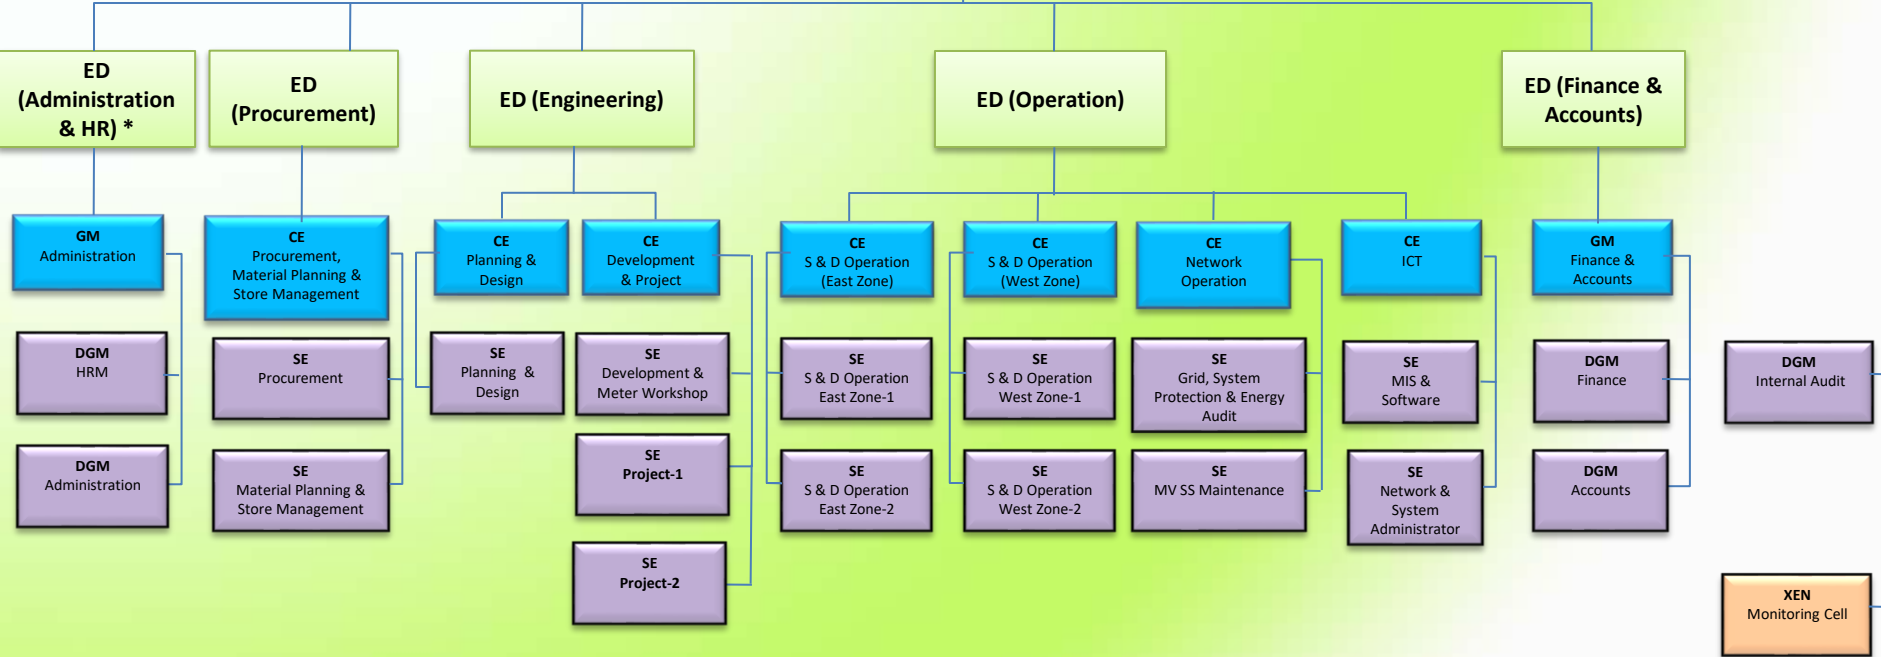 ED
(Administration
& HR) *
ED
(Procurement)
ED (Engineering)
ED (Operation)
ED (Finance &
Accounts)
GM
Administration
CE
Procurement,
Material Planning &
Store Management
CE
Planning &
Design
CE
Development
& Project
CE
S & D Operation
(East Zone)
CE
S & D Operation
(West Zone)
CE
Network
Operation
CE
ICT
GM
Finance &
Accounts
DGM
HRM
SE
Procurement
SE
Planning & 
Design
SE
Development &
Meter Workshop
SE
S & D Operation
East Zone-1
SE
S & D Operation
West Zone-1
SE
Grid, System
Protection & Energy
Audit
SE
MIS &
Software
DGM
Finance
DGM
Internal Audit
DGM
Administration
SE
Material Planning &
Store Management
SE
Project-1
SE
S & D Operation
East Zone-2
SE
S & D Operation
West Zone-2
SE
MV SS Maintenance
SE
Network &
System
Administrator
DGM
Accounts
SE
Project-2
XEN
Monitoring Cell